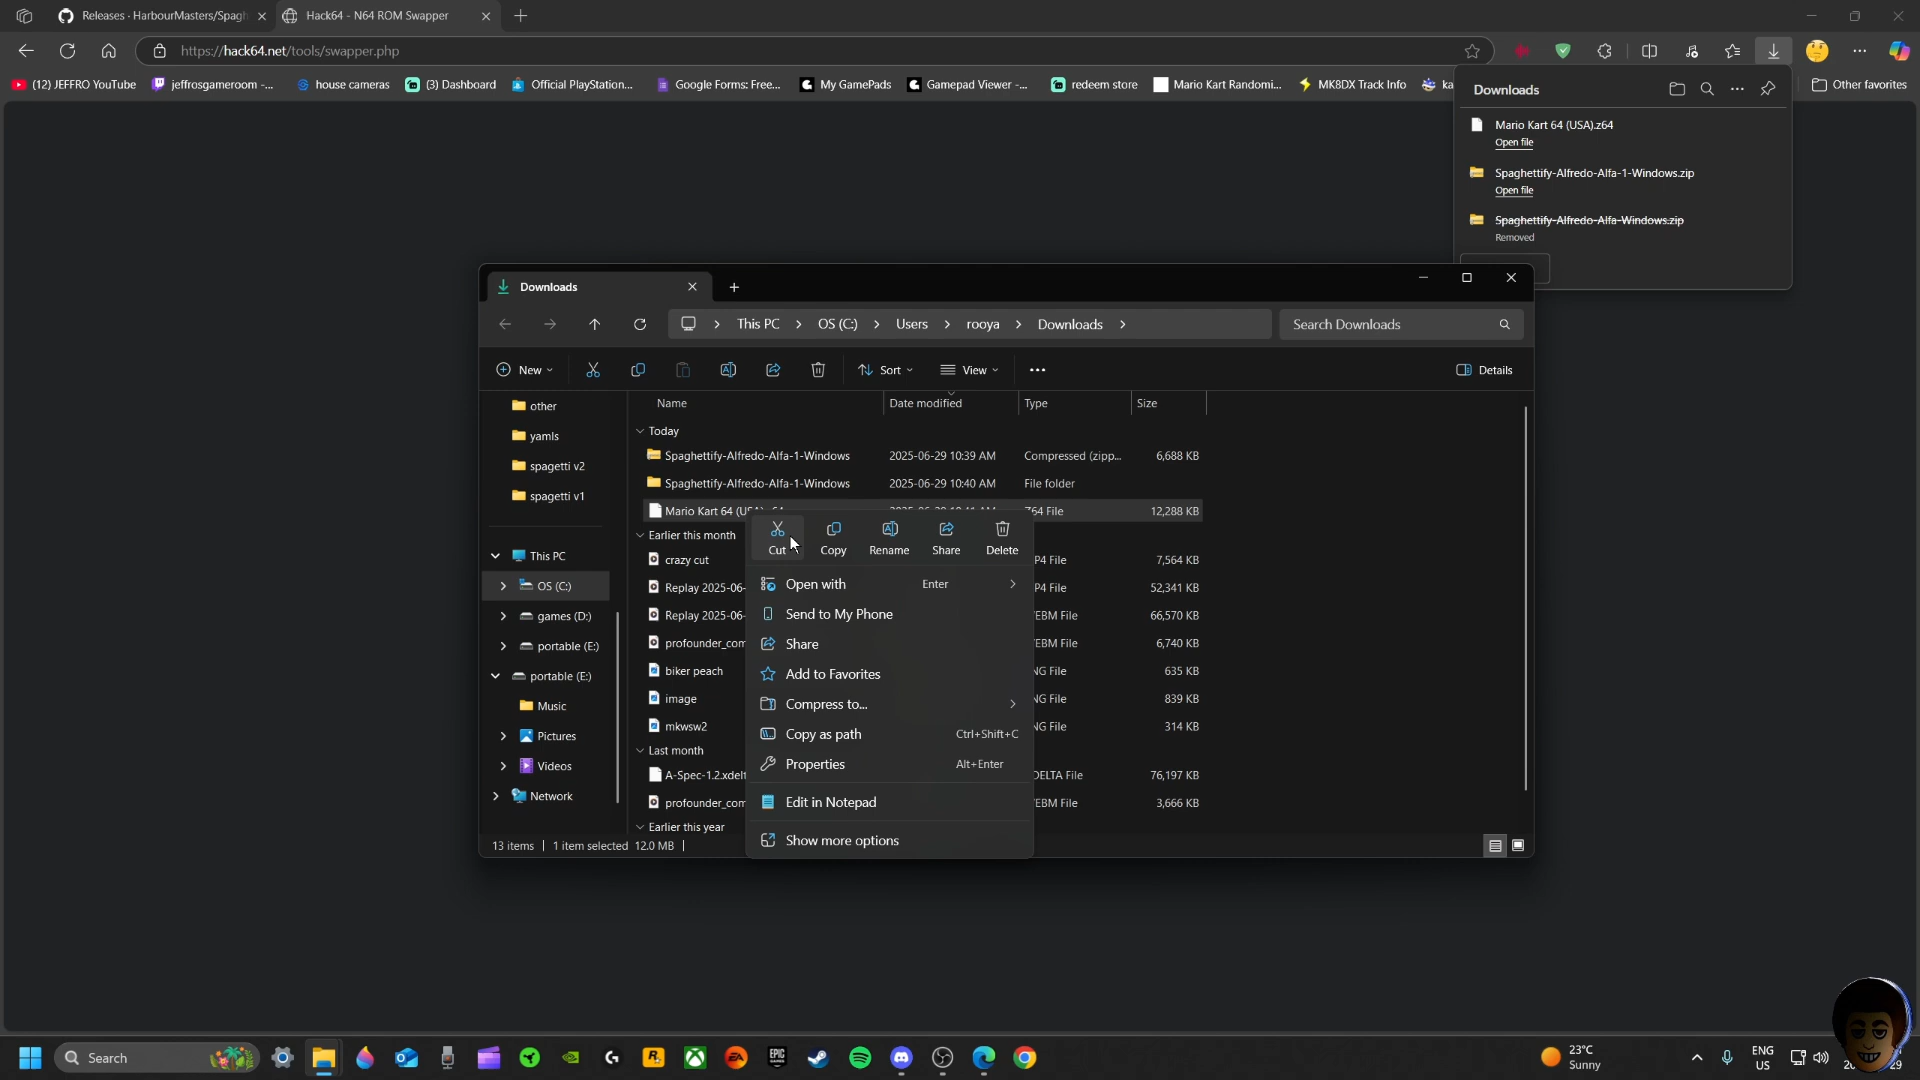 Releases · HarbourMasters/Spagh
Hack64 - N64 ROM Swapper
https://hack64.net/tools/swapper.php
(12) JEFFRO YouTube
jeffrosgameroom -...
house cameras
(3) Dashboard
Official PlayStation...
Google Forms: Free...
My GamePads
Gamepad Viewer -...
redeem store
Mario Kart Randomi...
MK8DX Track Info
ka
Other favorites
Downloads
Mario Kart 64 (USA).z64
Open file
Spaghettify-Alfredo-Alfa-1-Windows.zip
Open file
Spaghettify-Alfredo-Alfa-Windows.zip
Removed
Downloads
This PC > OS (C:) > Users > rooya > Downloads >
Search Downloads
New
Sort
View
Details
other
yamls
spagetti v2
spagetti v1
This PC
OS (C:)
games (D:)
portable (E:)
portable (E:)
Music
Pictures
Videos
Network
Name Date modified Type Size
Today
Spaghettify-Alfredo-Alfa-1-Windows 2025-06-29 10:39 AM Compressed (zipp... 6,688 KB
Spaghettify-Alfredo-Alfa-1-Windows 2025-06-29 10:40 AM File folder
Mario Kart 64 Z64 File 12,288 KB
Earlier this month
crazy cut P4 File 7,564 KB
Replay 2025-06- P4 File 52,341 KB
Replay 2025-06- EBM File 66,570 KB
profounder_com EBM File 6,740 KB
biker peach NG File 635 KB
image NG File 839 KB
mkwsw2 NG File 314 KB
Last month
A-Spec-1.2.xdelt DELTA File 76,197 KB
profounder_com EBM File 3,666 KB
Earlier this year
Cut
Copy
Rename
Share
Delete
Open with Enter
Send to My Phone
Share
Add to Favorites
Compress to...
Copy as path Ctrl+Shift+C
Properties Alt+Enter
Edit in Notepad
Show more options
13 items
1 item selected 12.0 MB
Search
EPIC
GAMES
EA
R
23°C
Sunny
ENG
US